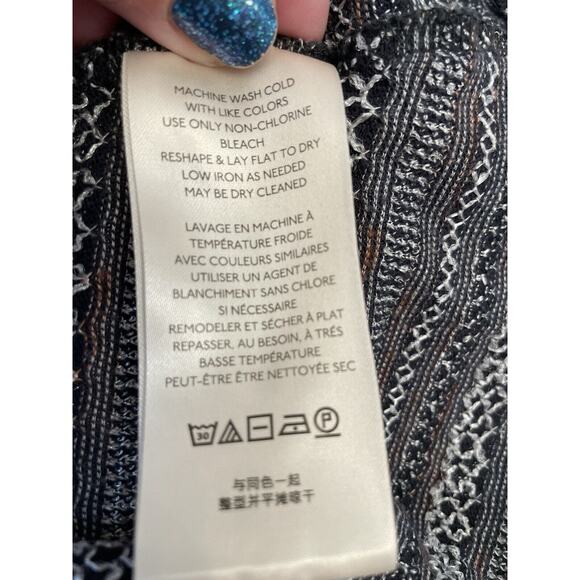 MACHINE WASH COLD
WITH LIKE COLORS
USE ONLY NON-CHLORINE
BLEACH
RESHAPE & LAY FLAT TO DRY
LOW IRON AS NEEDED
MAY BE DRY CLEANED
LAVAGE EN MACHINE À
TEMPÉRATURE FROIDE
AVEC COULEURS SIMILAIRES
UTILISER UN AGENT DE
BLANCHIMENT SANS CHLORE
SI NÉCESSAIRE
REMODELER ET SÉCHER À PLAT
REPASSER, AU BESOIN, À TRÉS
BASSE TEMPÉRATURE
PEUT-ÊTRE ÊTRE NETTOYÉE SEC
30 P
与同色一起
整型并平摊晾干